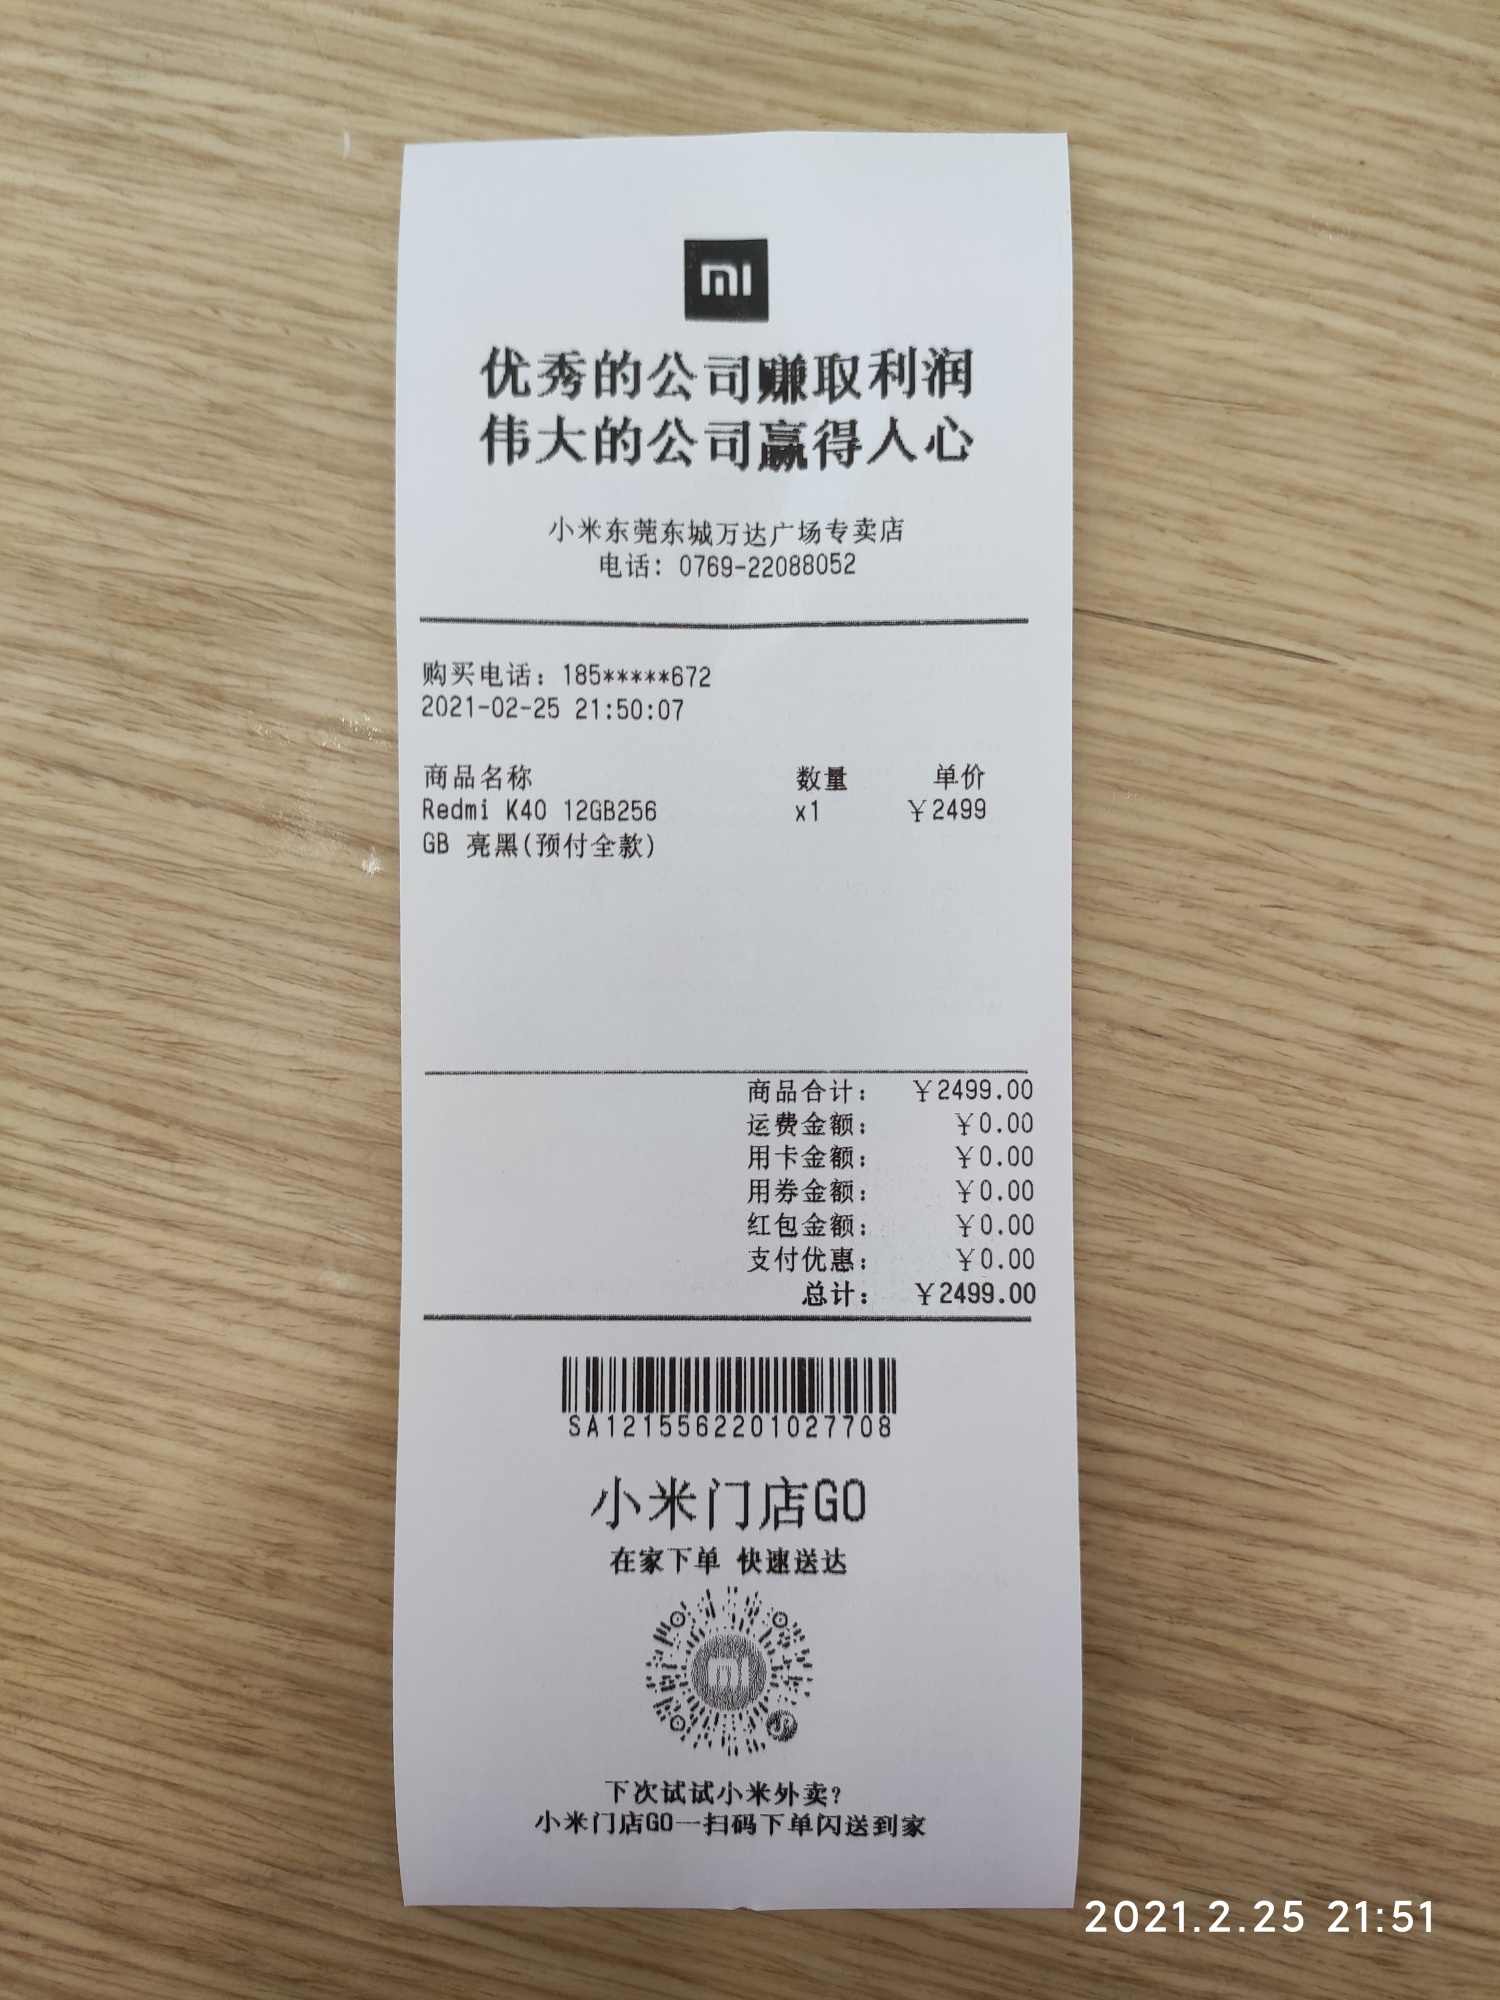 mi
优秀的公司赚取利润
伟大的公司赢得人心
小米东莞东城万达广场专卖店
电话：0769-22088052
购买电话：185*****672
2021-02-25 21:50:07
商品名称 数量 单价
Redmi K40 12GB256 x1 ￥2499
GB 亮黑(预付全款)
商品合计： ￥2499.00
运费金额： ￥0.00
用卡金额： ￥0.00
用券金额： ￥0.00
红包金额： ￥0.00
支付优惠： ￥0.00
总计： ￥2499.00
SA1215562201027708
小米门店GO
在家下单 快速送达
mi
下次试试小米外卖？
小米门店GO一扫码下单闪送到家
2021.2.25 21:51